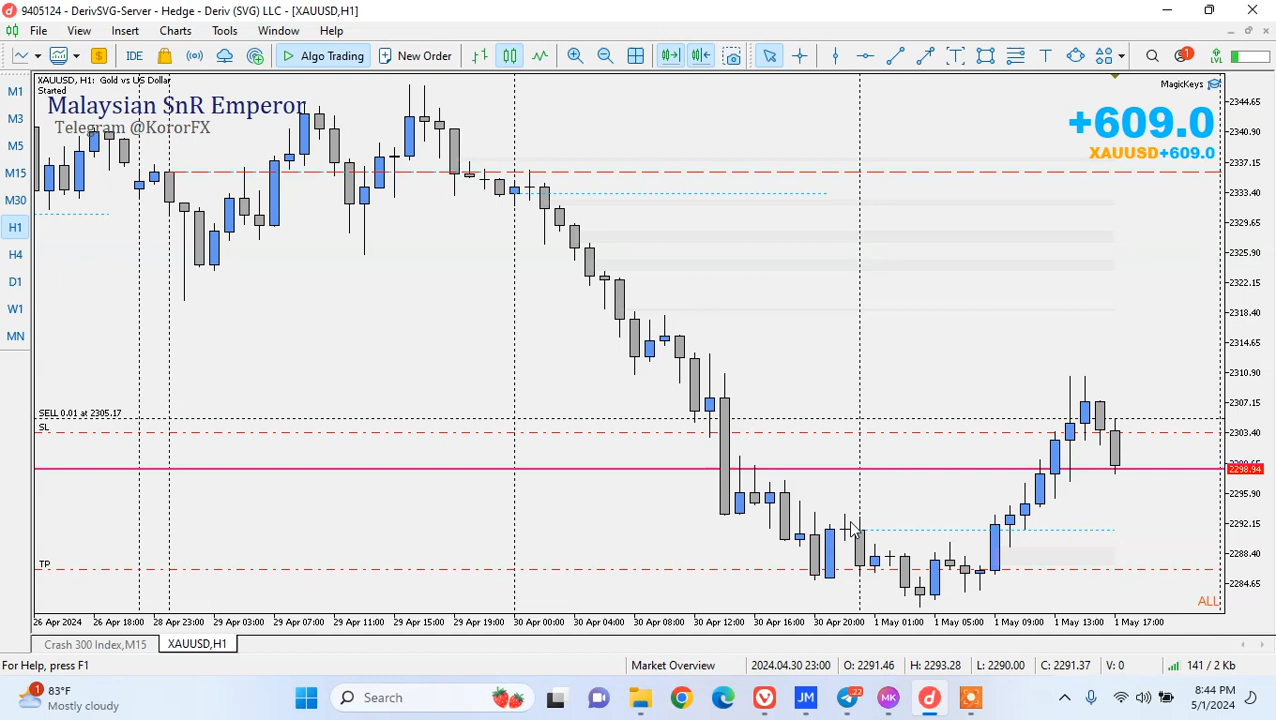 9405124 - DerivSVG-Server - Hedge - Deriv (SVG) LLC - [XAUUSD,H1]
File View Insert Charts Tools Window Help
IDE Algo Trading New Order 1 LVL
M1
M3
M5
M15
M30
H1
H4
D1
W1
MN
XAUUSD, H1: Gold vs US Dollar
Started
Malaysian SnR Emperor
Telegram @KororFX
MagicKeys
+609.0
XAUUSD+609.0
2344.65
2340.90
2337.15
2333.40
2329.65
2325.90
2322.15
2318.40
2314.65
2310.90
2307.15
2303.40
2298.94
2295.90
2292.15
2288.40
2284.65
SELL 0.01 at 2305.17
SL
TP
ALL
26 Apr 2024 26 Apr 18:00 28 Apr 23:00 29 Apr 03:00 29 Apr 07:00 29 Apr 11:00 29 Apr 15:00 29 Apr 19:00 30 Apr 00:00 30 Apr 04:00 30 Apr 08:00 30 Apr 12:00 30 Apr 16:00 30 Apr 20:00 1 May 01:00 1 May 05:00 1 May 09:00 1 May 13:00 1 May 17:00
Crash 300 Index,M15 XAUUSD,H1
For Help, press F1 Market Overview 2024.04.30 23:00 O: 2291.46 H: 2293.28 L: 2290.00 C: 2291.37 V: 0 141 / 2 Kb
1 83°F
Mostly cloudy
Search
JM 22 MK
8:44 PM
5/1/2024